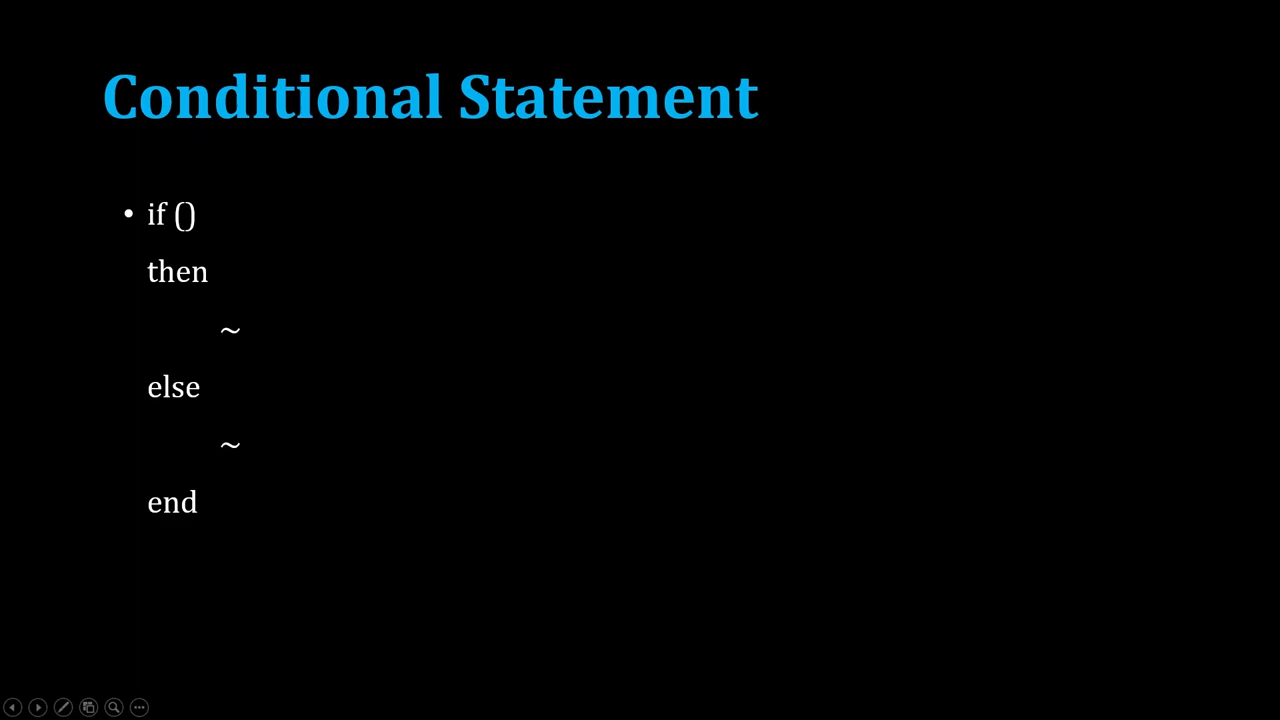 Conditional Statement
• if ()
then
~
else
~
end